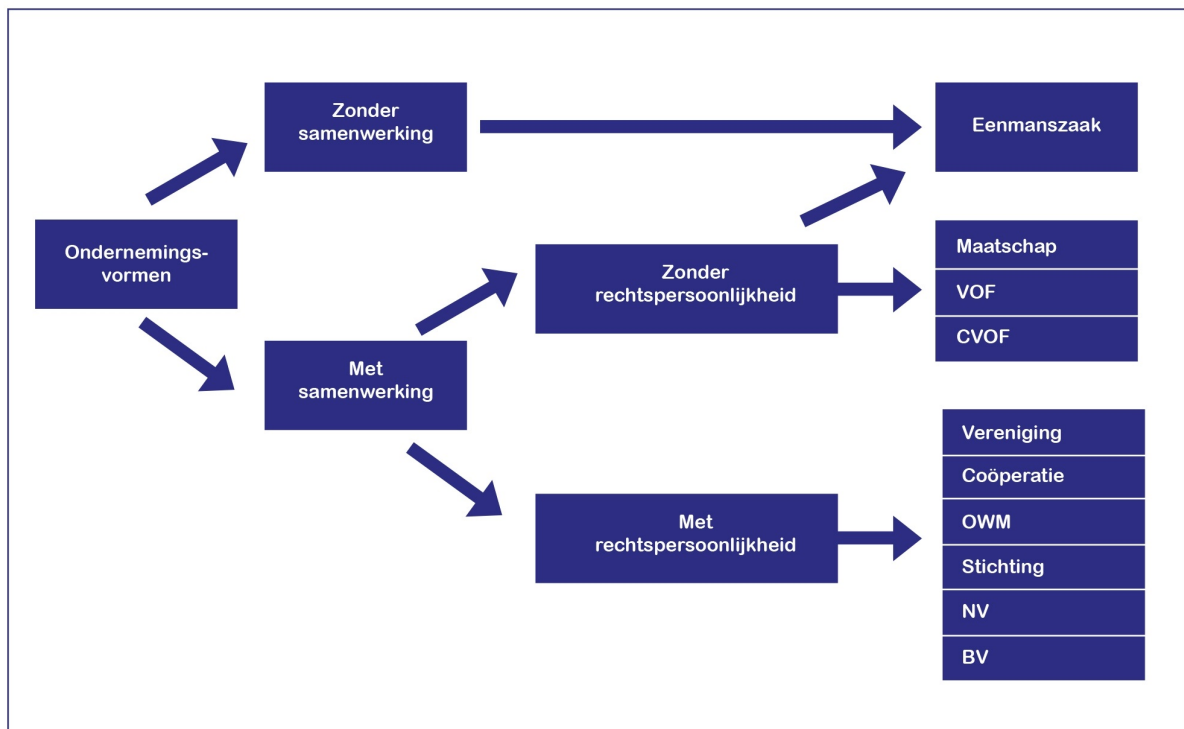 Zonder
samenwerking
Eenmanszaak
Ondernemings-
vormen
Zonder
rechtspersoonlijkheid
Maatschap
VOF
CVOF
Met
samenwerking
Met
rechtspersoonlijkheid
Vereniging
Coöperatie
OWM
Stichting
NV
BV